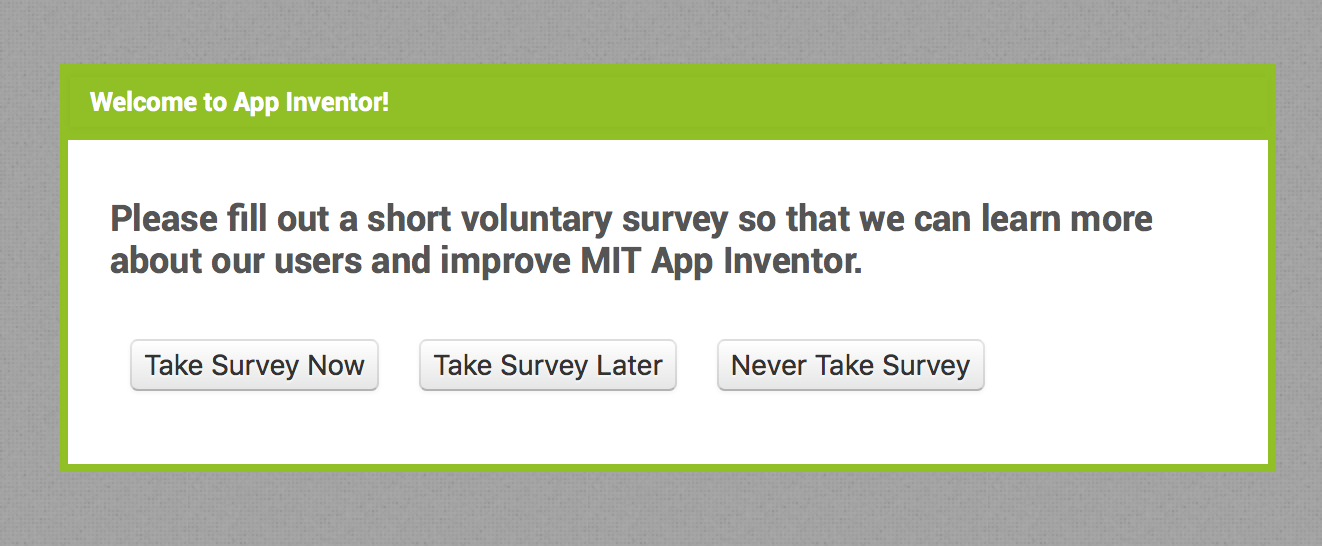 Welcome to App Inventor!
Please fill out a short voluntary survey so that we can learn more
about our users and improve MIT App Inventor.
Take Survey Now Take Survey Later Never Take Survey